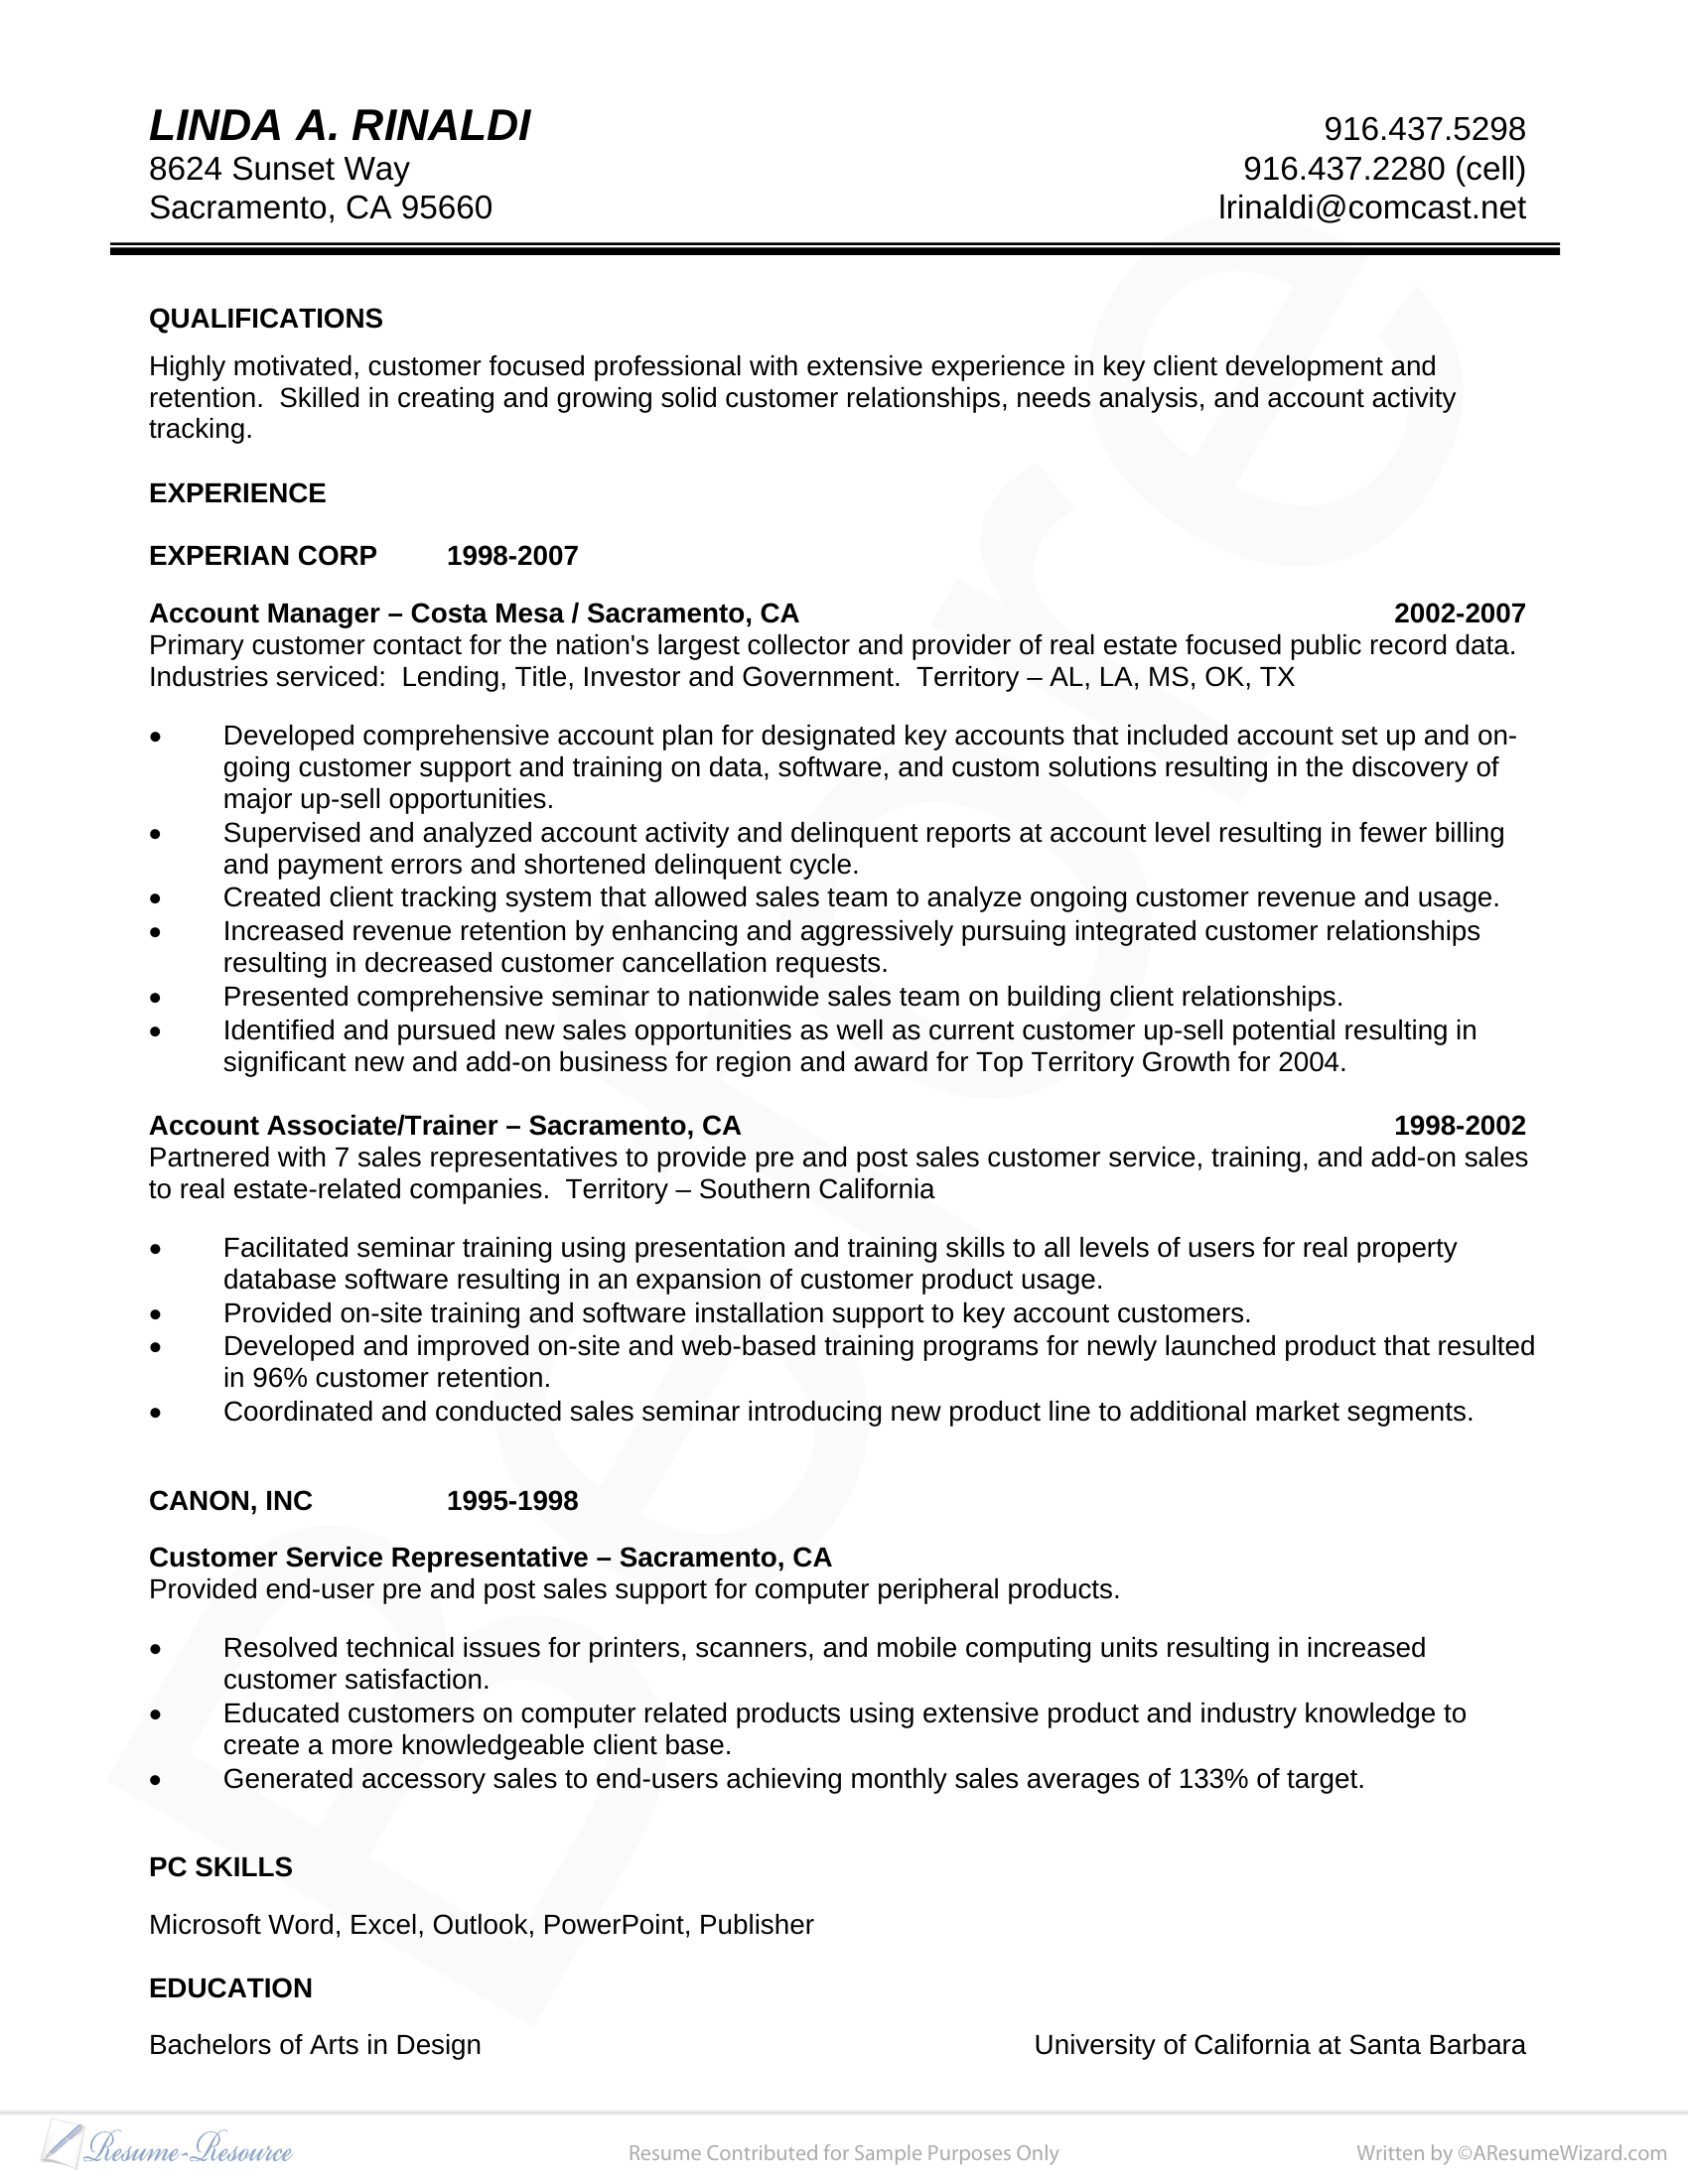 LINDA A. RINALDI 916.437.5298
8624 Sunset Way 916.437.2280 (cell)
Sacramento, CA 95660 lrinaldi@comcast.net
QUALIFICATIONS
Highly motivated, customer focused professional with extensive experience in key client development and
retention.  Skilled in creating and growing solid customer relationships, needs analysis, and account activity
tracking.
EXPERIENCE
EXPERIAN CORP 1998-2007
Account Manager – Costa Mesa / Sacramento, CA 2002-2007
Primary customer contact for the nation's largest collector and provider of real estate focused public record data.
Industries serviced:  Lending, Title, Investor and Government.  Territory – AL, LA, MS, OK, TX
• Developed comprehensive account plan for designated key accounts that included account set up and on-
going customer support and training on data, software, and custom solutions resulting in the discovery of
major up-sell opportunities.
• Supervised and analyzed account activity and delinquent reports at account level resulting in fewer billing
and payment errors and shortened delinquent cycle.
• Created client tracking system that allowed sales team to analyze ongoing customer revenue and usage.
• Increased revenue retention by enhancing and aggressively pursuing integrated customer relationships
resulting in decreased customer cancellation requests.
• Presented comprehensive seminar to nationwide sales team on building client relationships.
• Identified and pursued new sales opportunities as well as current customer up-sell potential resulting in
significant new and add-on business for region and award for Top Territory Growth for 2004.
Account Associate/Trainer – Sacramento, CA 1998-2002
Partnered with 7 sales representatives to provide pre and post sales customer service, training, and add-on sales
to real estate-related companies.  Territory – Southern California
• Facilitated seminar training using presentation and training skills to all levels of users for real property
database software resulting in an expansion of customer product usage.
• Provided on-site training and software installation support to key account customers.
• Developed and improved on-site and web-based training programs for newly launched product that resulted
in 96% customer retention.
• Coordinated and conducted sales seminar introducing new product line to additional market segments.
CANON, INC 1995-1998
Customer Service Representative – Sacramento, CA
Provided end-user pre and post sales support for computer peripheral products.
• Resolved technical issues for printers, scanners, and mobile computing units resulting in increased
customer satisfaction.
• Educated customers on computer related products using extensive product and industry knowledge to
create a more knowledgeable client base.
• Generated accessory sales to end-users achieving monthly sales averages of 133% of target.
PC SKILLS
Microsoft Word, Excel, Outlook, PowerPoint, Publisher
EDUCATION
Bachelors of Arts in Design University of California at Santa Barbara
Before
Resume-Resource Resume Contributed for Sample Purposes Only Written by ©AResumeWizard.com